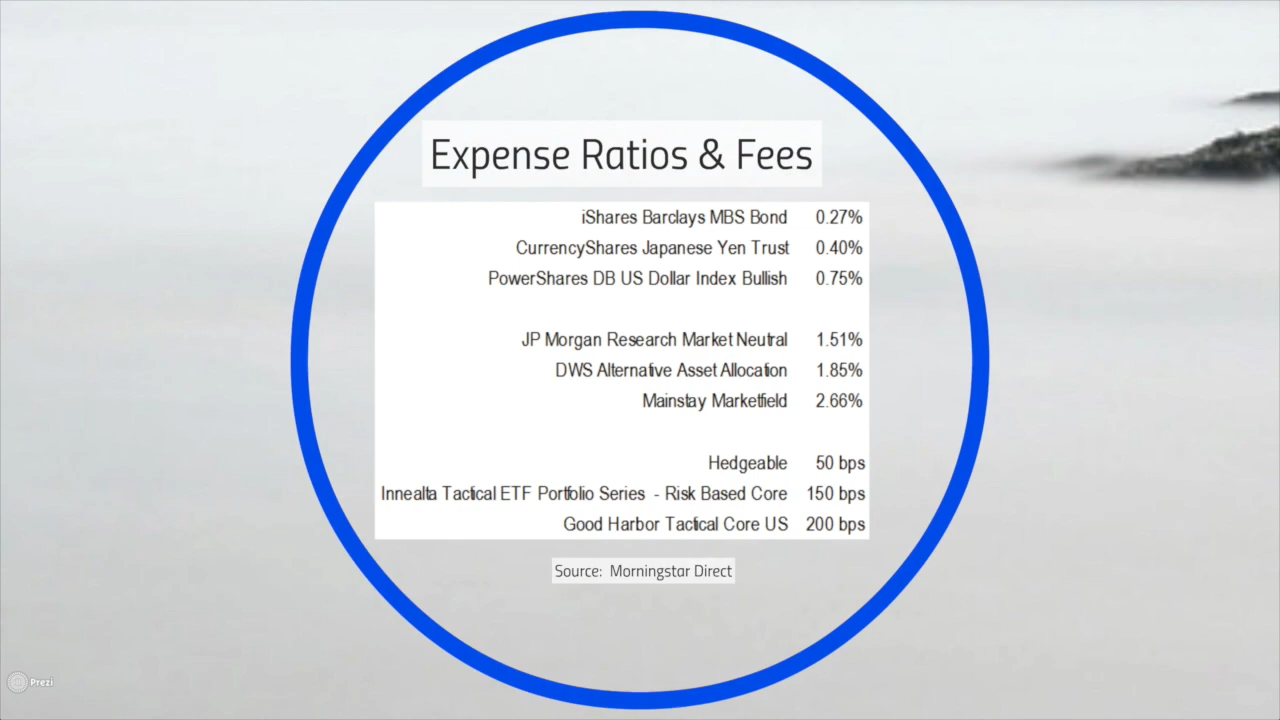 Expense Ratios & Fees
iShares Barclays MBS Bond 0.27%
CurrencyShares Japanese Yen Trust 0.40%
PowerShares DB US Dollar Index Bullish 0.75%
JP Morgan Research Market Neutral 1.51%
DWS Alternative Asset Allocation 1.85%
Mainstay Marketfield 2.66%
Hedgeable 50 bps
Innealta Tactical ETF Portfolio Series - Risk Based Core 150 bps
Good Harbor Tactical Core US 200 bps
Source: Morningstar Direct
Prezi